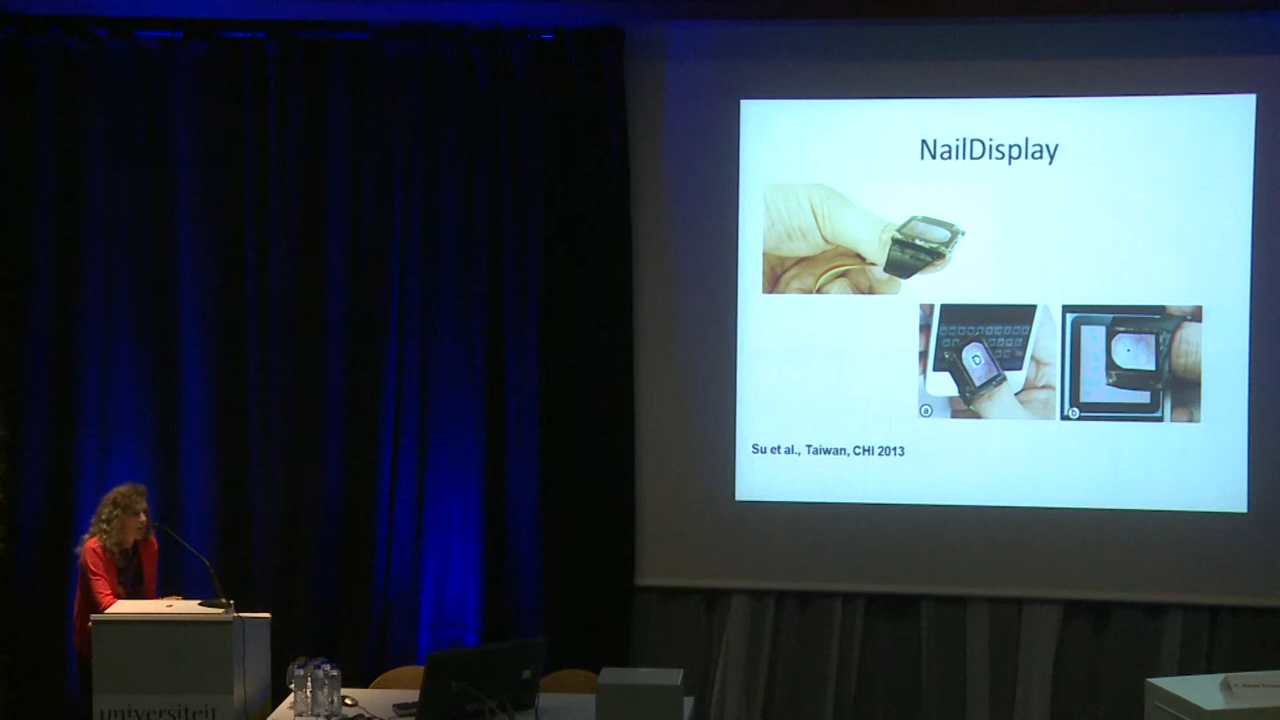 NailDisplay
D
a
b
Su et al., Taiwan, CHI 2013
universiteit